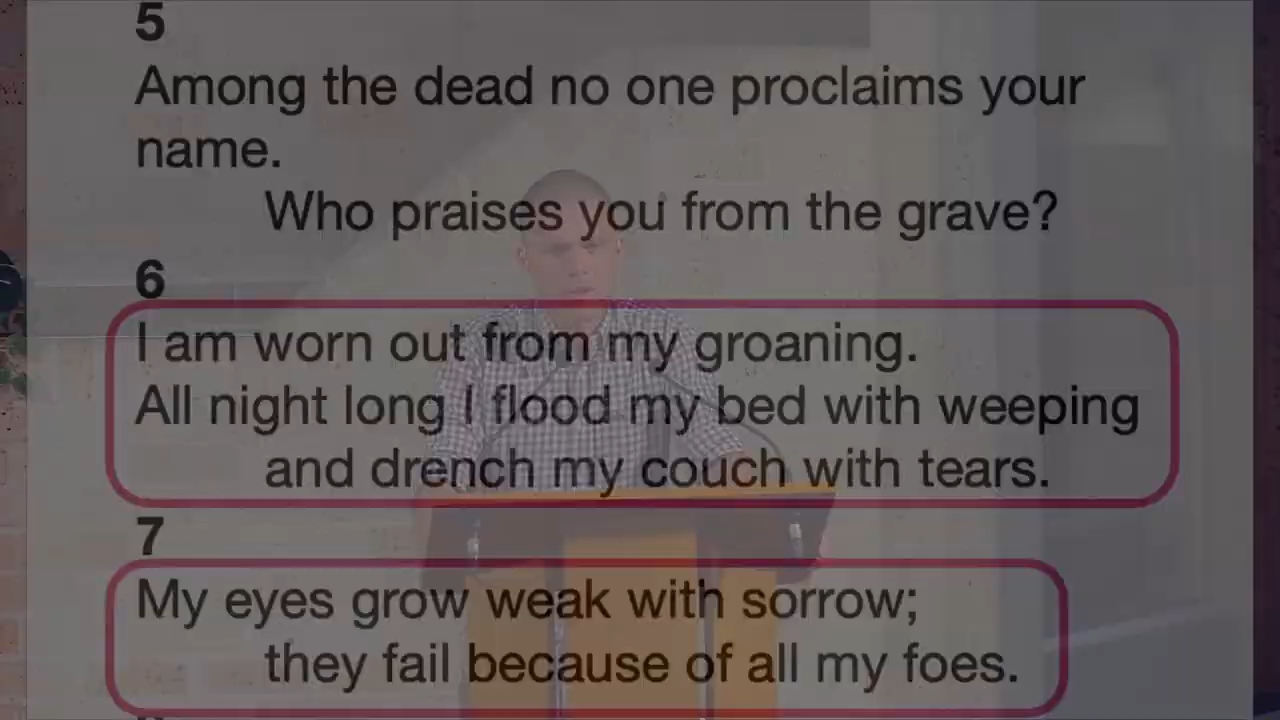 5
Among the dead no one proclaims your
name.
Who praises you from the grave?
6
I am worn out from my groaning.
All night long I flood my bed with weeping
and drench my couch with tears.
7
My eyes grow weak with sorrow;
they fail because of all my foes.